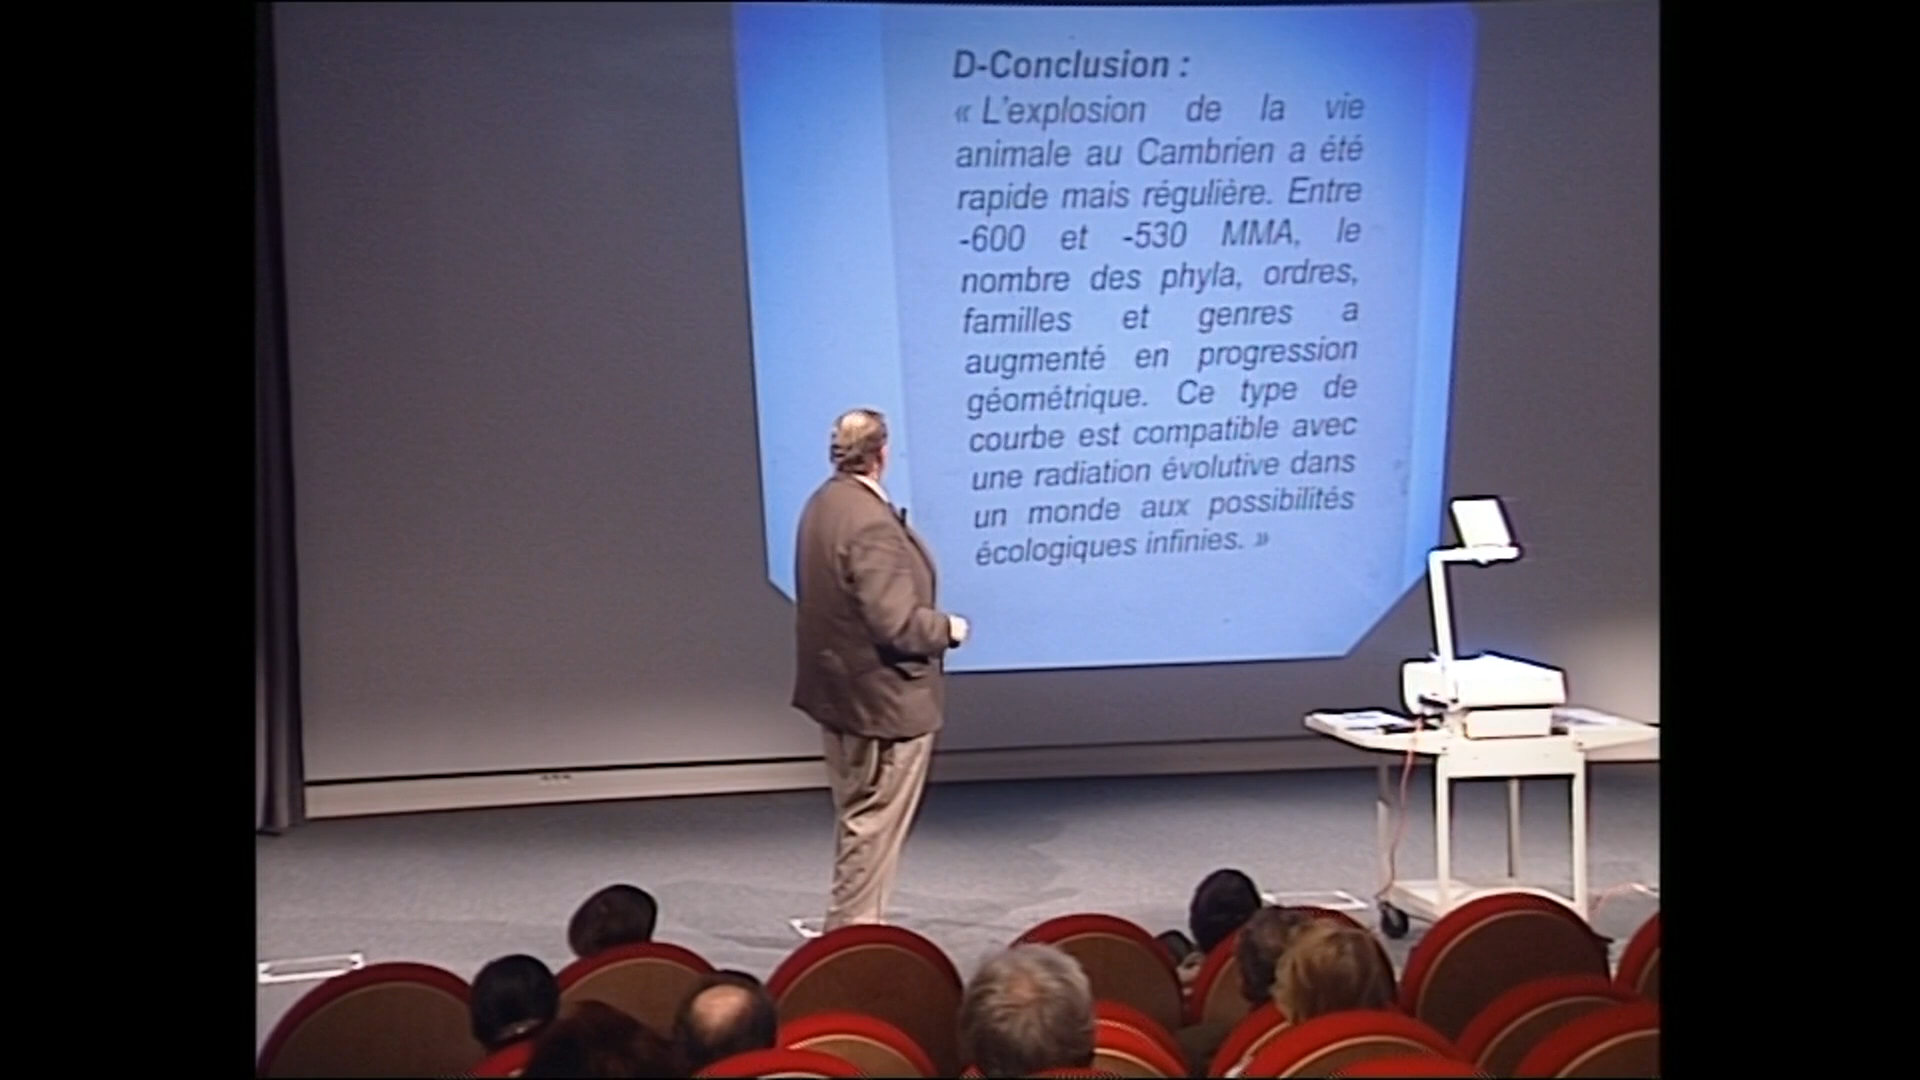 D-Conclusion :
« L'explosion de la vie
animale au Cambrien a été
rapide mais régulière. Entre
-600 et -530 MMA, le
nombre des phyla, ordres,
familles et genres a
augmenté en progression
géométrique. Ce type de
courbe est compatible avec
une radiation évolutive dans
un monde aux possibilités
écologiques infinies. »